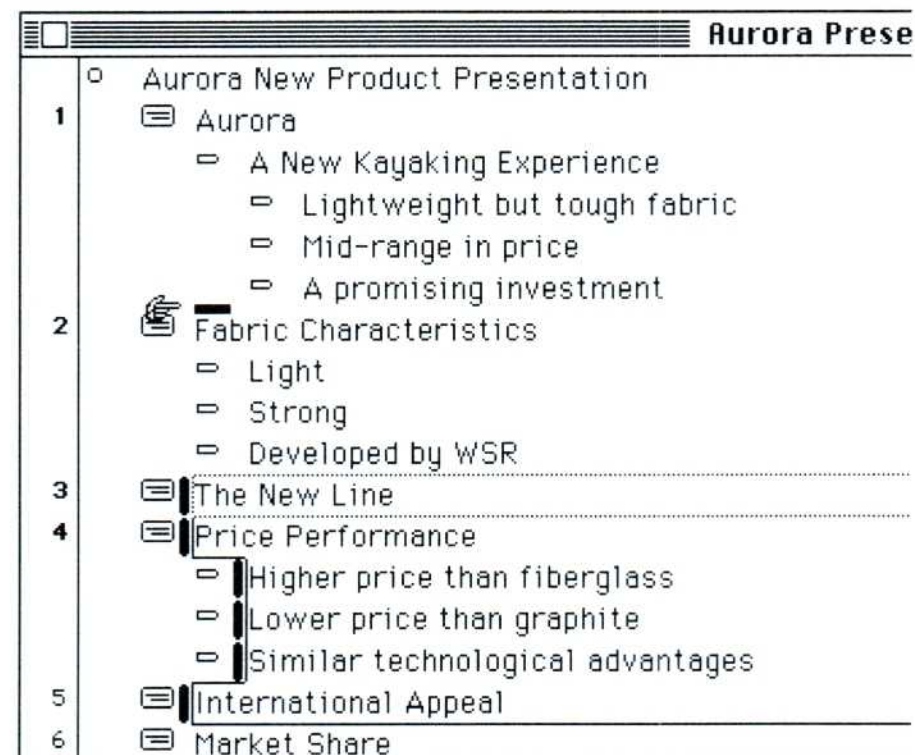 Aurora Prese
Aurora New Product Presentation
1 Aurora
A New Kayaking Experience
Lightweight but tough fabric
Mid-range in price
A promising investment
2 Fabric Characteristics
Light
Strong
Developed by WSR
3 The New Line
4 Price Performance
Higher price than fiberglass
Lower price than graphite
Similar technological advantages
5 International Appeal
6 Market Share